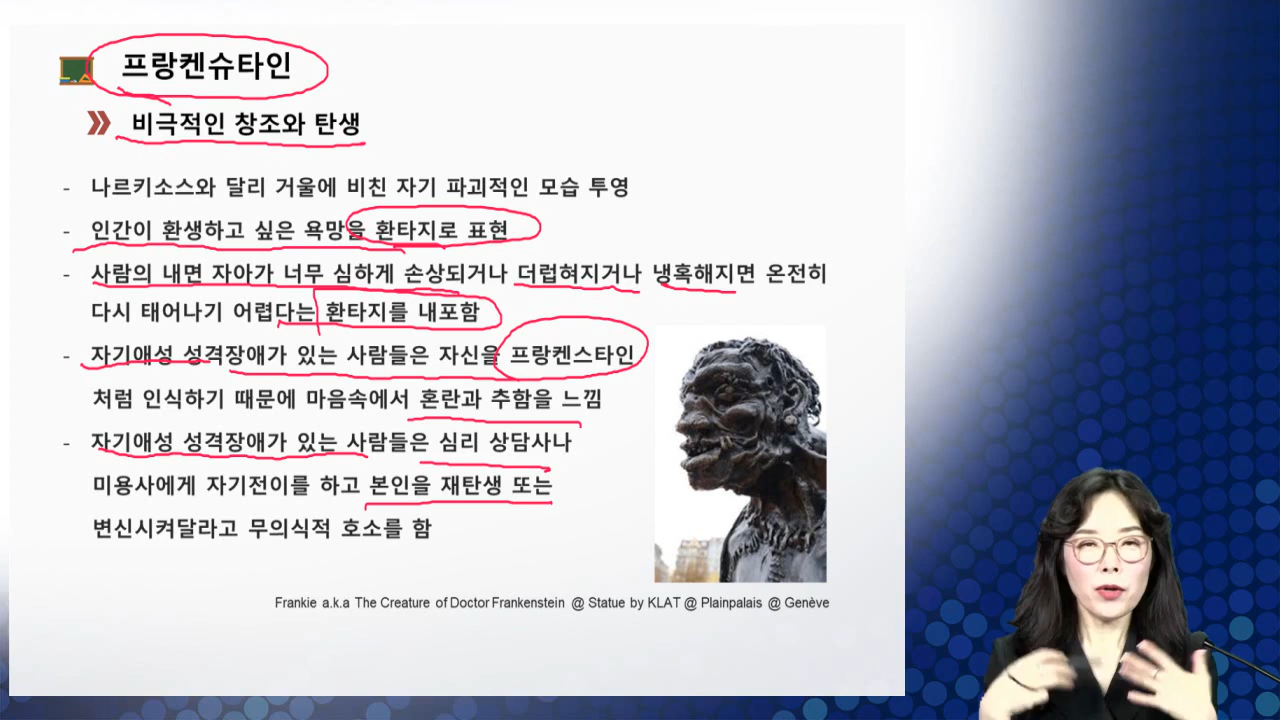 프랑켄슈타인
비극적인 창조와 탄생
- 나르키소스와 달리 거울에 비친 자기 파괴적인 모습 투영
- 인간이 환생하고 싶은 욕망을 환타지로 표현
- 사람의 내면 자아가 너무 심하게 손상되거나 더럽혀지거나 냉혹해지면 온전히
다시 태어나기 어렵다는 환타지를 내포함
- 자기애성 성격장애가 있는 사람들은 자신을 프랑켄스타인
처럼 인식하기 때문에 마음속에서 혼란과 추함을 느낌
- 자기애성 성격장애가 있는 사람들은 심리 상담사나
미용사에게 자기전이를 하고 본인을 재탄생 또는
변신시켜달라고 무의식적 호소를 함
Frankie a.k.a The Creature of Doctor Frankenstein @ Statue by KLAT @ Plainpalais @ Genève